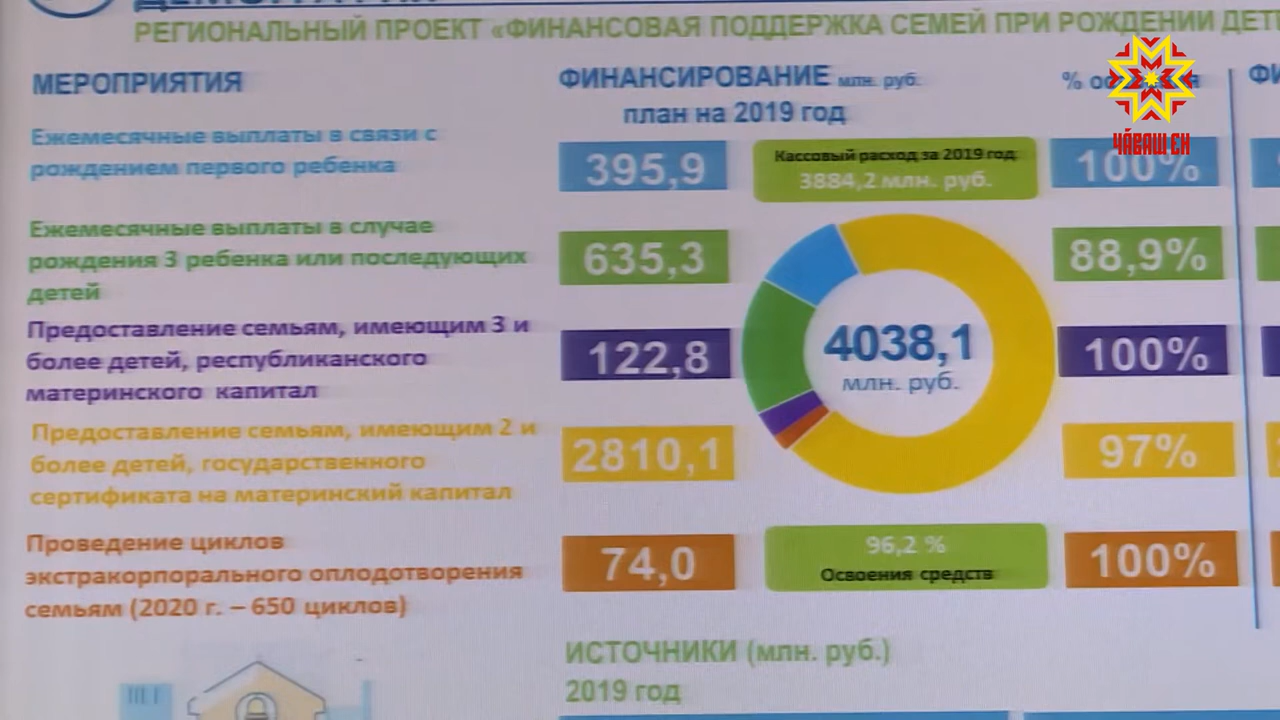 РЕГИОНАЛЬНЫЙ ПРОЕКТ «ФИНАНСОВАЯ ПОДДЕРЖКА СЕМЕЙ ПРИ РОЖДЕНИИ
МЕРОПРИЯТИЯ
ФИНАНСИРОВАНИЕ млн. руб.
план на 2019 год
%
ЧӐВАШ ЕН
Ежемесячные выплаты в связи с
рождением первого ребенка
395,9
Кассовый расход за 2019 год
3884,2 млн. руб.
100%
Ежемесячные выплаты в случае
рождения 3 ребенка или последующих
детей
635,3
88,9%
Предоставление семьям, имеющим 3 и
более детей, республиканского
материнского капитал
122,8
4038,1
млн. руб.
100%
Предоставление семьям, имеющим 2 и
более детей, государственного
сертификата на материнский капитал
2810,1
97%
Проведение циклов
экстракорпорального оплодотворения
семьям (2020 г. – 650 циклов)
74,0
96,2 %
Освоения средств
100%
ИСТОЧНИКИ (млн. руб.)
2019 год